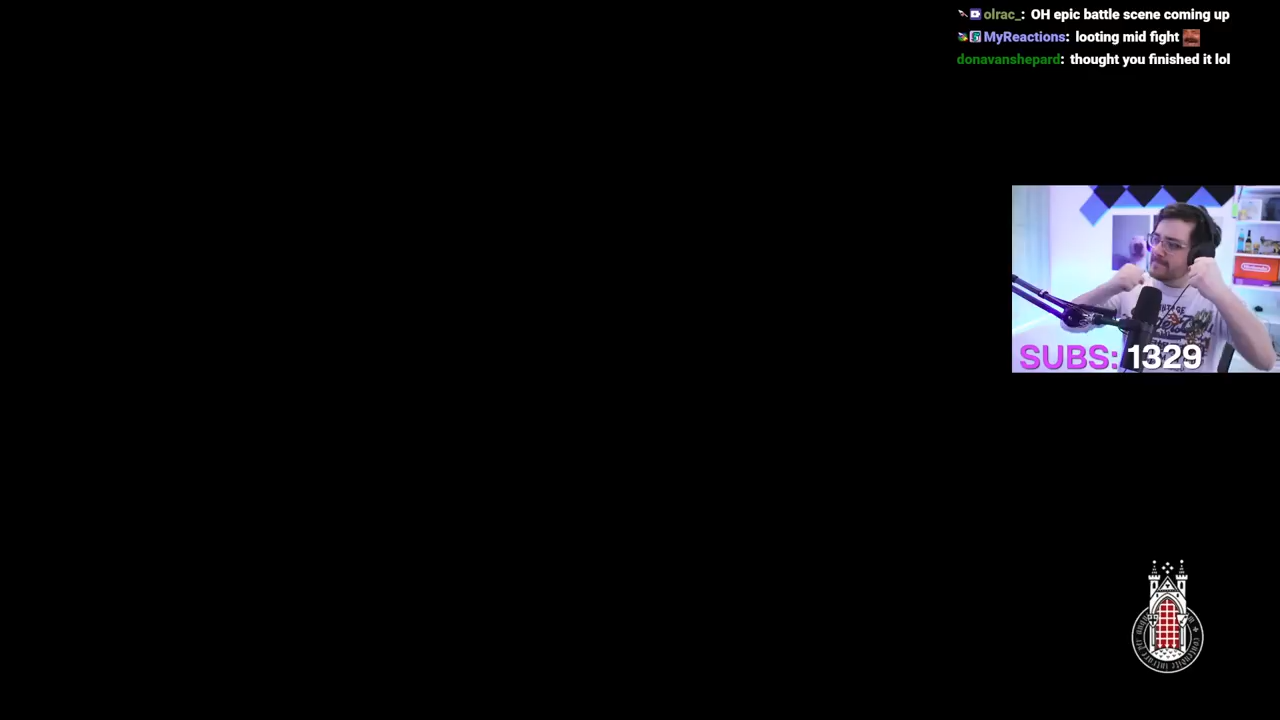 olrac_: OH epic battle scene coming up
MyReactions: looting mid fight
donavanshepard: thought you finished it lol
Nintendo
SUBS: 1329